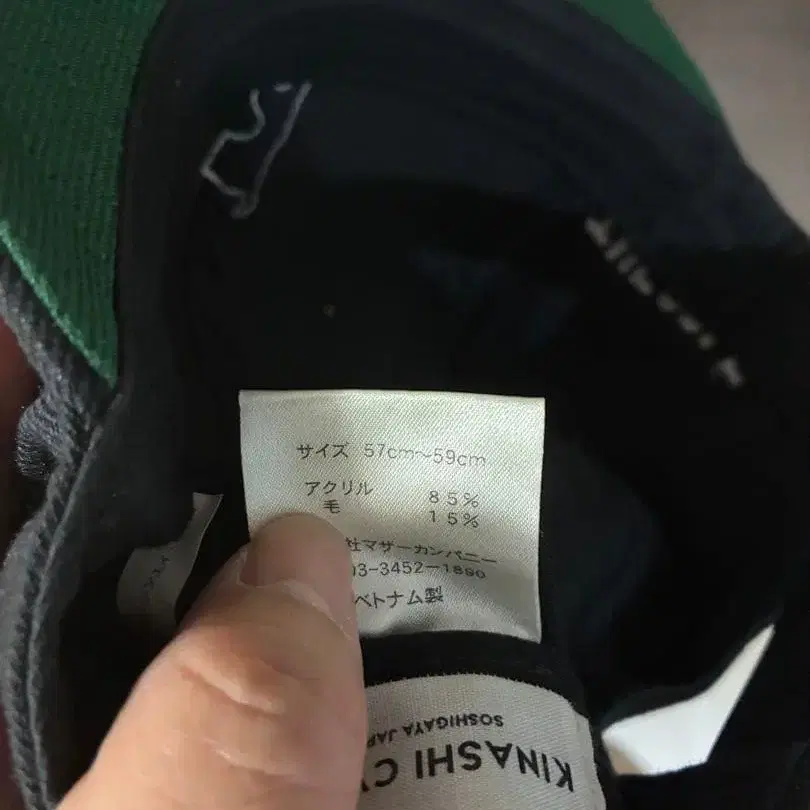 サイズ 57cm〜59cm
アクリル 85%
毛 15%
社マザーカンパニー
03-3452-1890
ベトナム製
SOSHIGAYA JAP
KINASHI CY